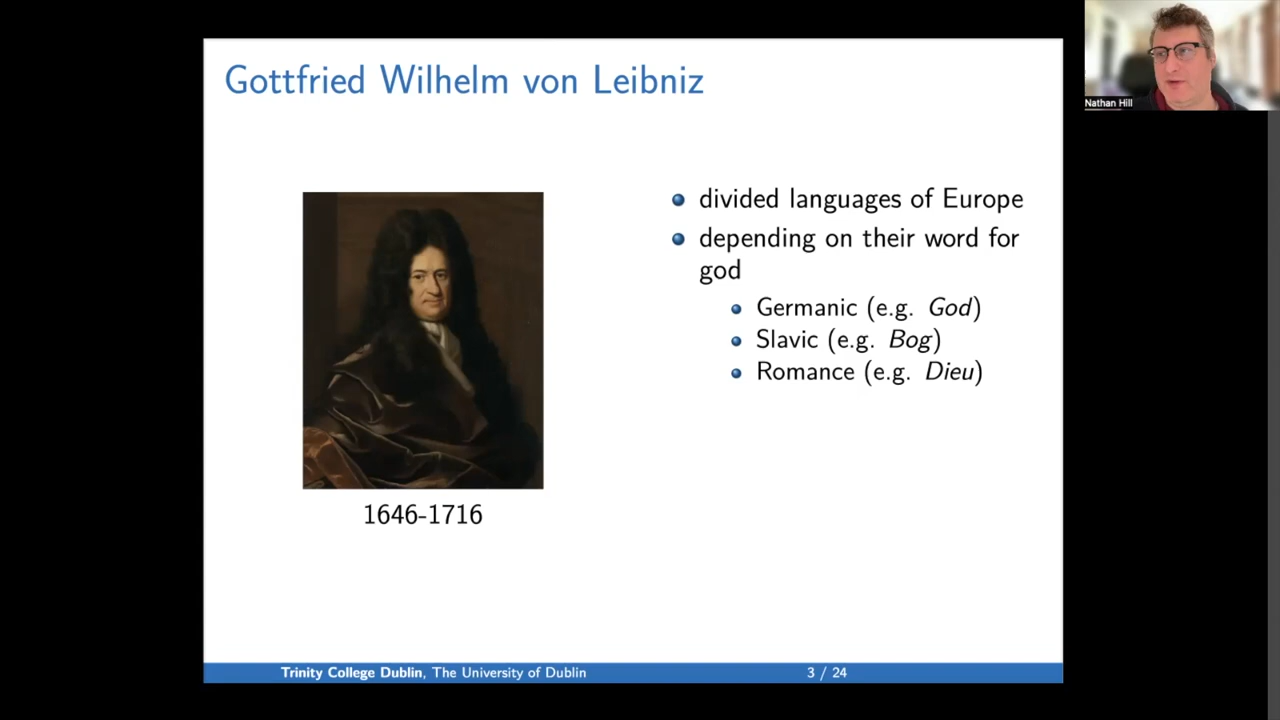 Gottfried Wilhelm von Leibniz
Nathan Hill
divided languages of Europe
depending on their word for
god
Germanic (e.g. God)
Slavic (e.g. Bog)
Romance (e.g. Dieu)
1646-1716
Trinity College Dublin, The University of Dublin
3 / 24